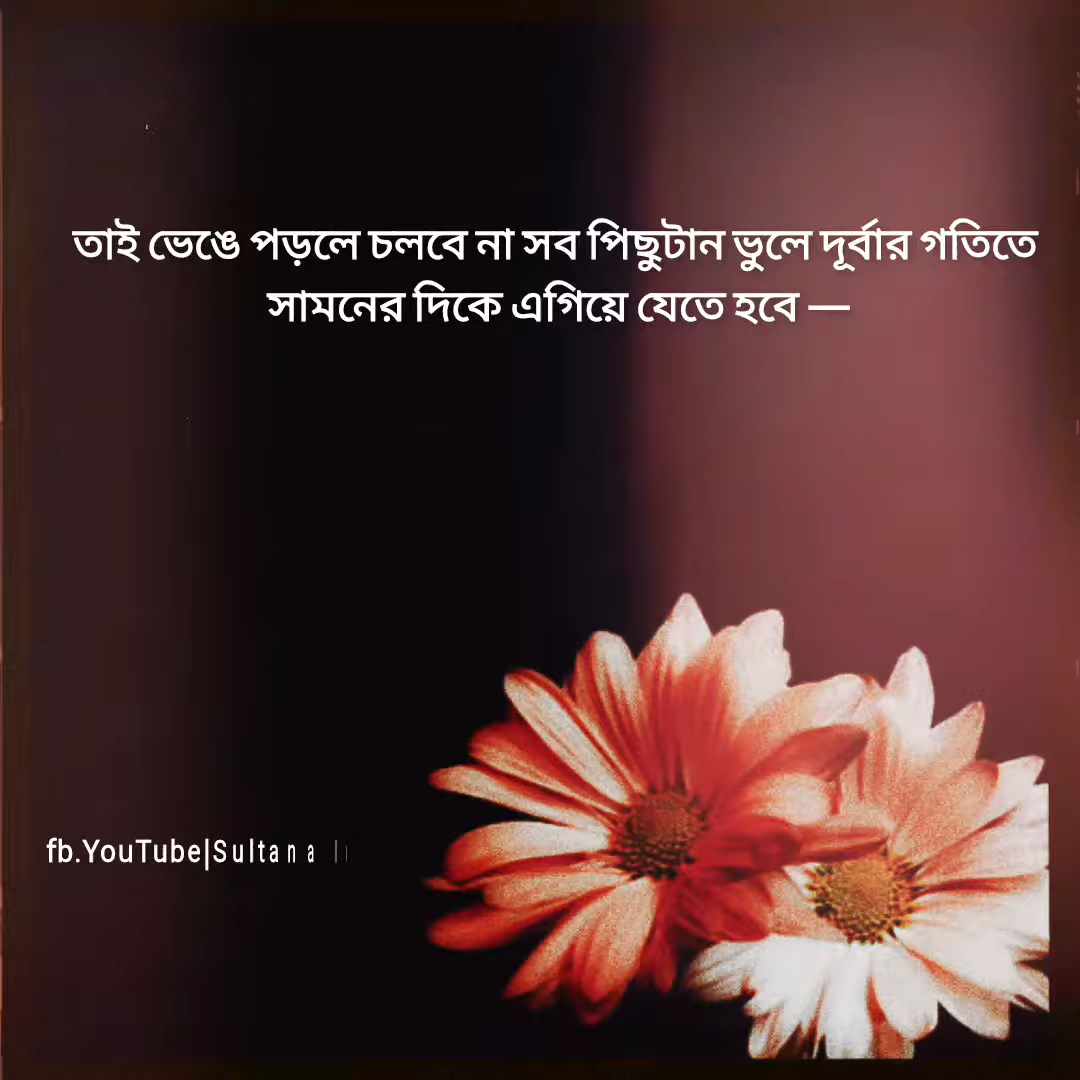 তাই ভেঙে পড়লে চলবে না সব পিছুটান ভুলে দূর্বার গতিতে
সামনের দিকে এগিয়ে যেতে হবে —
fb.YouTube|Sultana